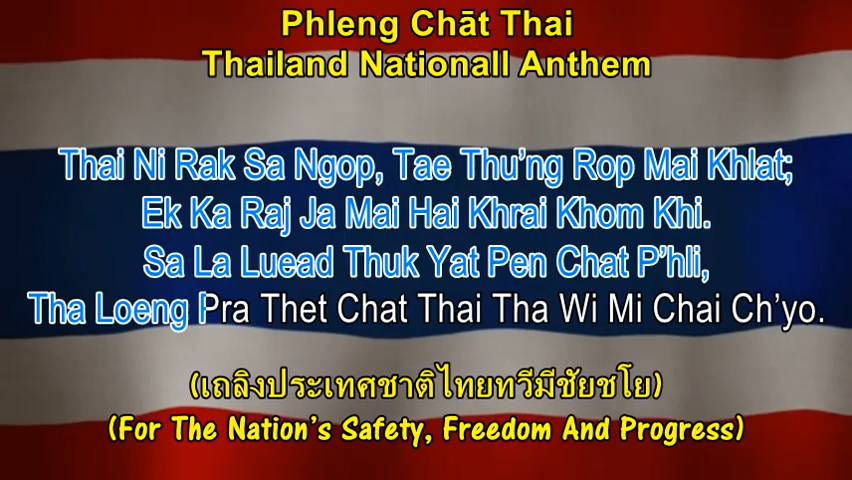 Phleng Chāt Thai
Thailand Nationall Anthem
Thai Ni Rak Sa Ngop, Tae Thu’ng Rop Mai Khlat;
Ek Ka Raj Ja Mai Hai Khrai Khom Khi.
Sa La Luead Thuk Yat Pen Chat P’hli,
Tha Loeng Pra Thet Chat Thai Tha Wi Mi Chai Ch’yo.
(เถลิงประเทศชาติไทยทวีมีชัยชโย)
(For The Nation’s Safety, Freedom And Progress)